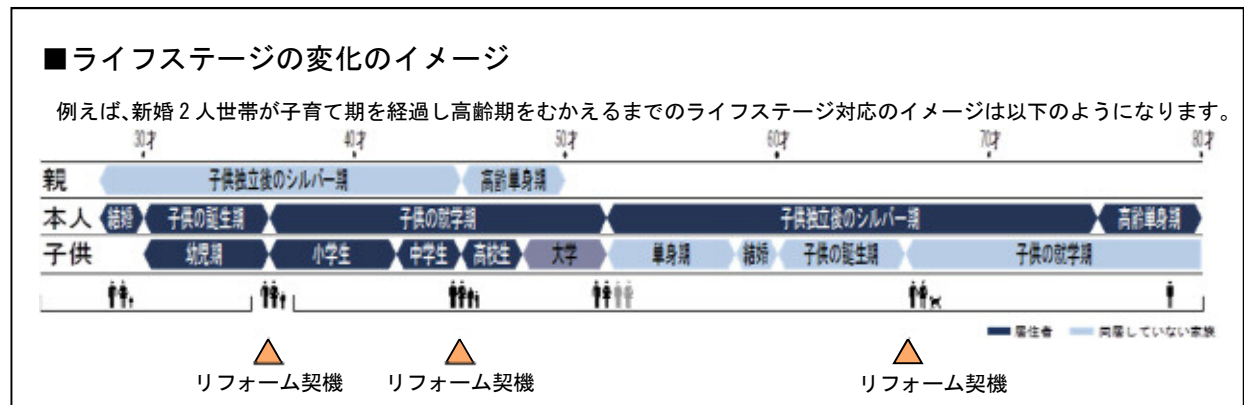 ■ライフステージの変化のイメージ
例えば、新婚2人世帯が子育て期を経過し高齢期をむかえるまでのライフステージ対応のイメージは以下のようになります。
30才 40才 50才 60才 70才 80才
親 子供独立後のシルバー期 高齢単身期
本人 結婚 子供の誕生期 子供の就学期 子供独立後のシルバー期 高齢単身期
子供 幼児期 小学生 中学生 高校生 大学 単身期 結婚 子供の誕生期 子供の就学期
居住者 同居していない家族
リフォーム契機 リフォーム契機 リフォーム契機